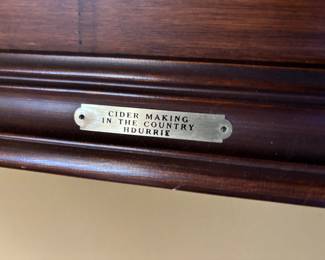 CIDER MAKING
IN THE COUNTRY
HDURRIE